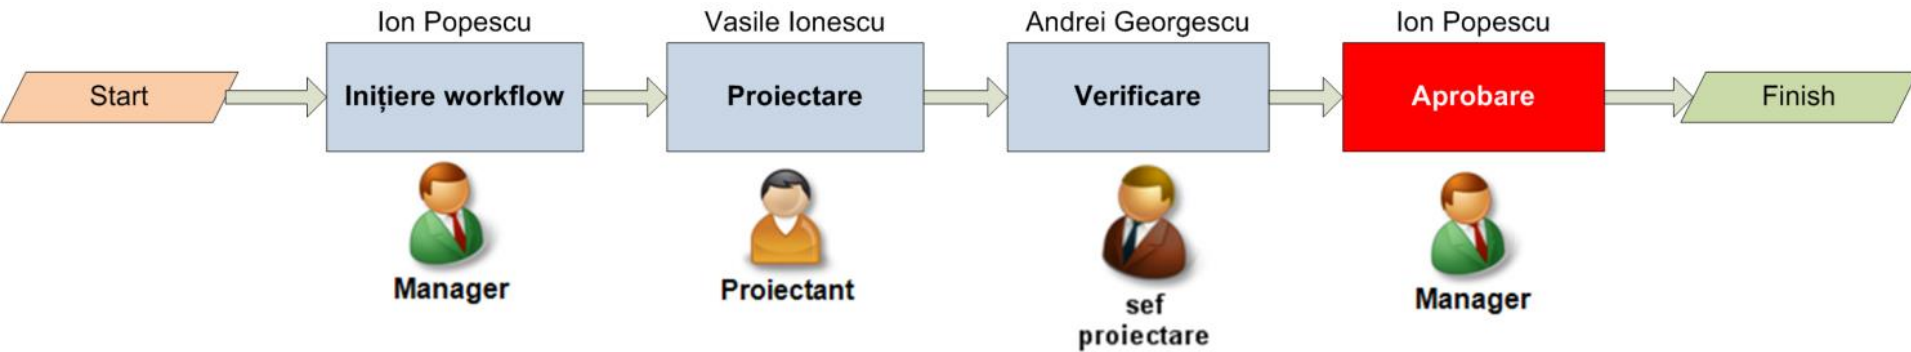 Ion Popescu
Vasile Ionescu
Andrei Georgescu
Ion Popescu
Start
Inițiere workflow
Proiectare
Verificare
Aprobare
Finish
Manager
Proiectant
sef
proiectare
Manager